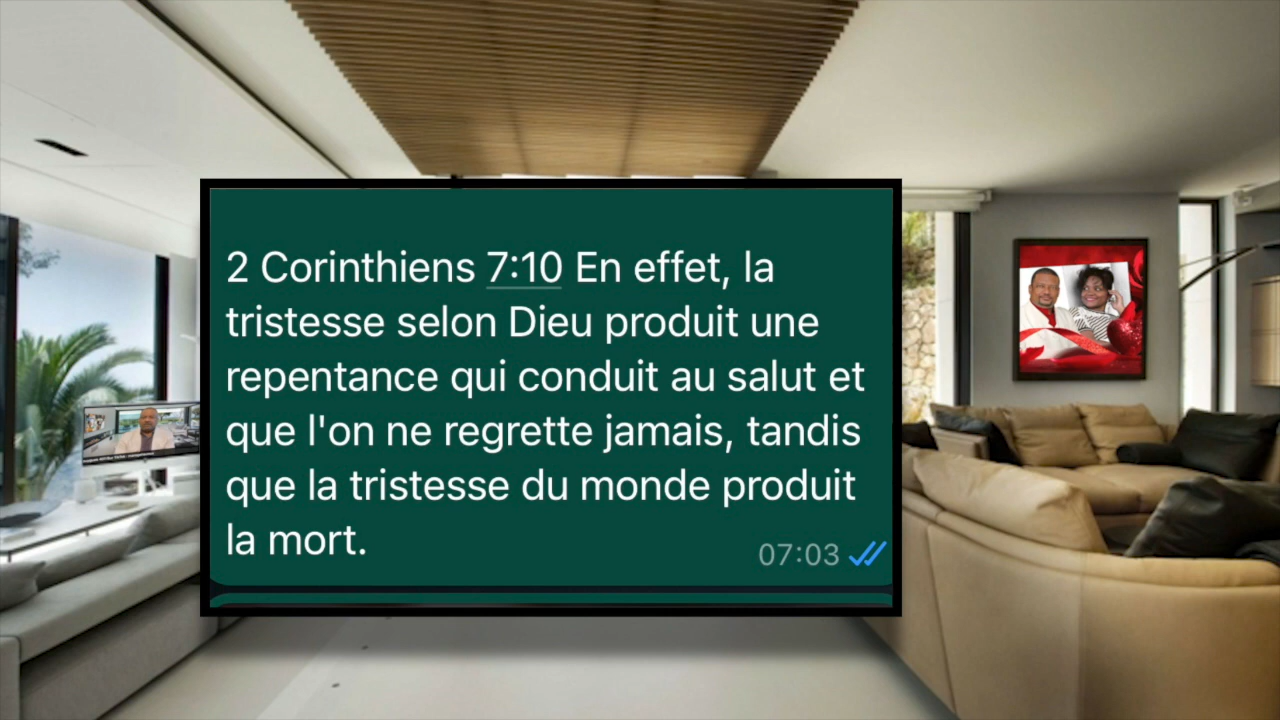 2 Corinthiens 7:10 En effet, la
tristesse selon Dieu produit une
repentance qui conduit au salut et
que l'on ne regrette jamais, tandis
que la tristesse du monde produit
la mort.
07:03